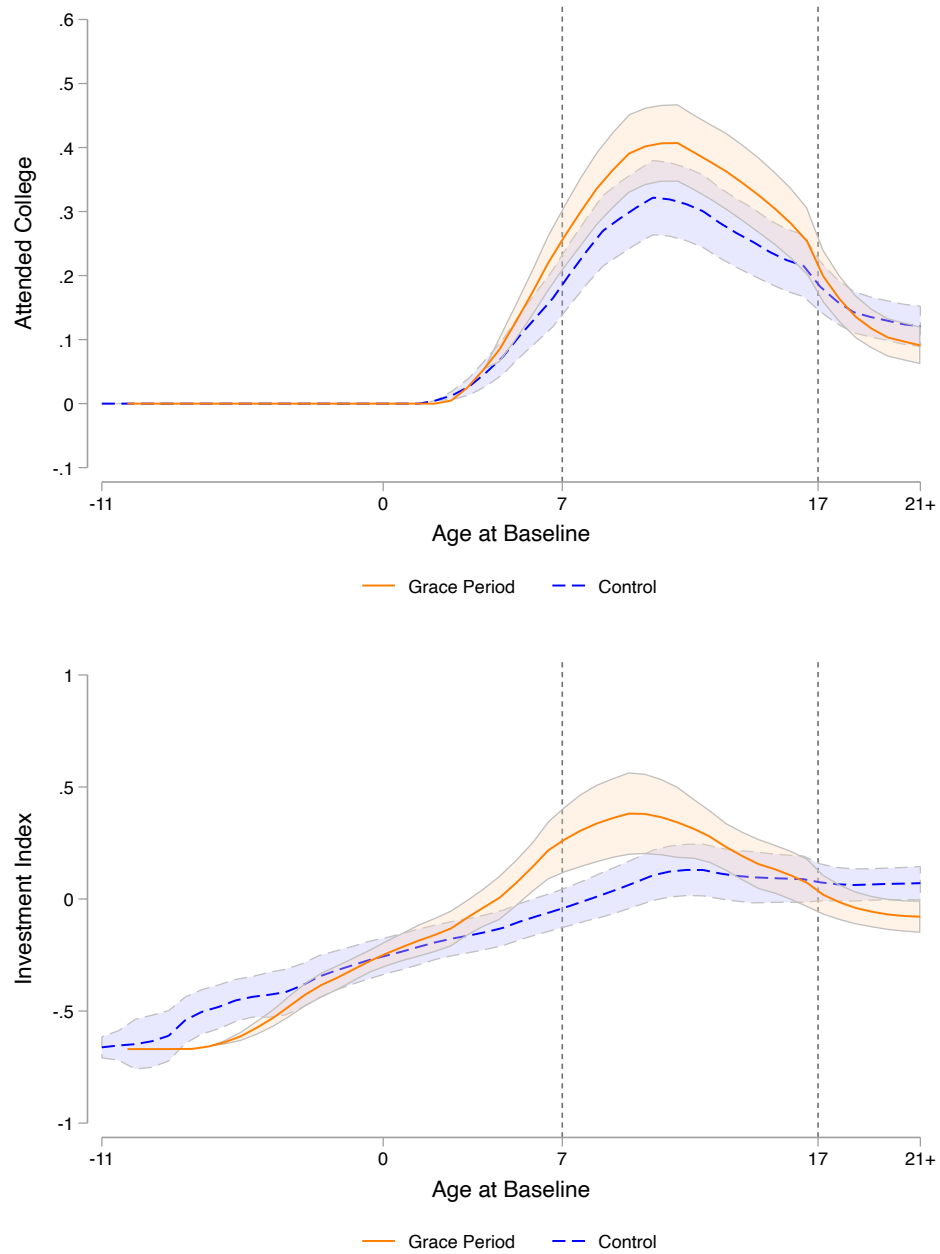 .6
.5
.4
.3
.2
.1
0
-.1
Attended College
-11 0 7 17 21+
Age at Baseline
Grace Period Control
1
.5
0
-.5
-1
Investment Index
-11 0 7 17 21+
Age at Baseline
Grace Period Control